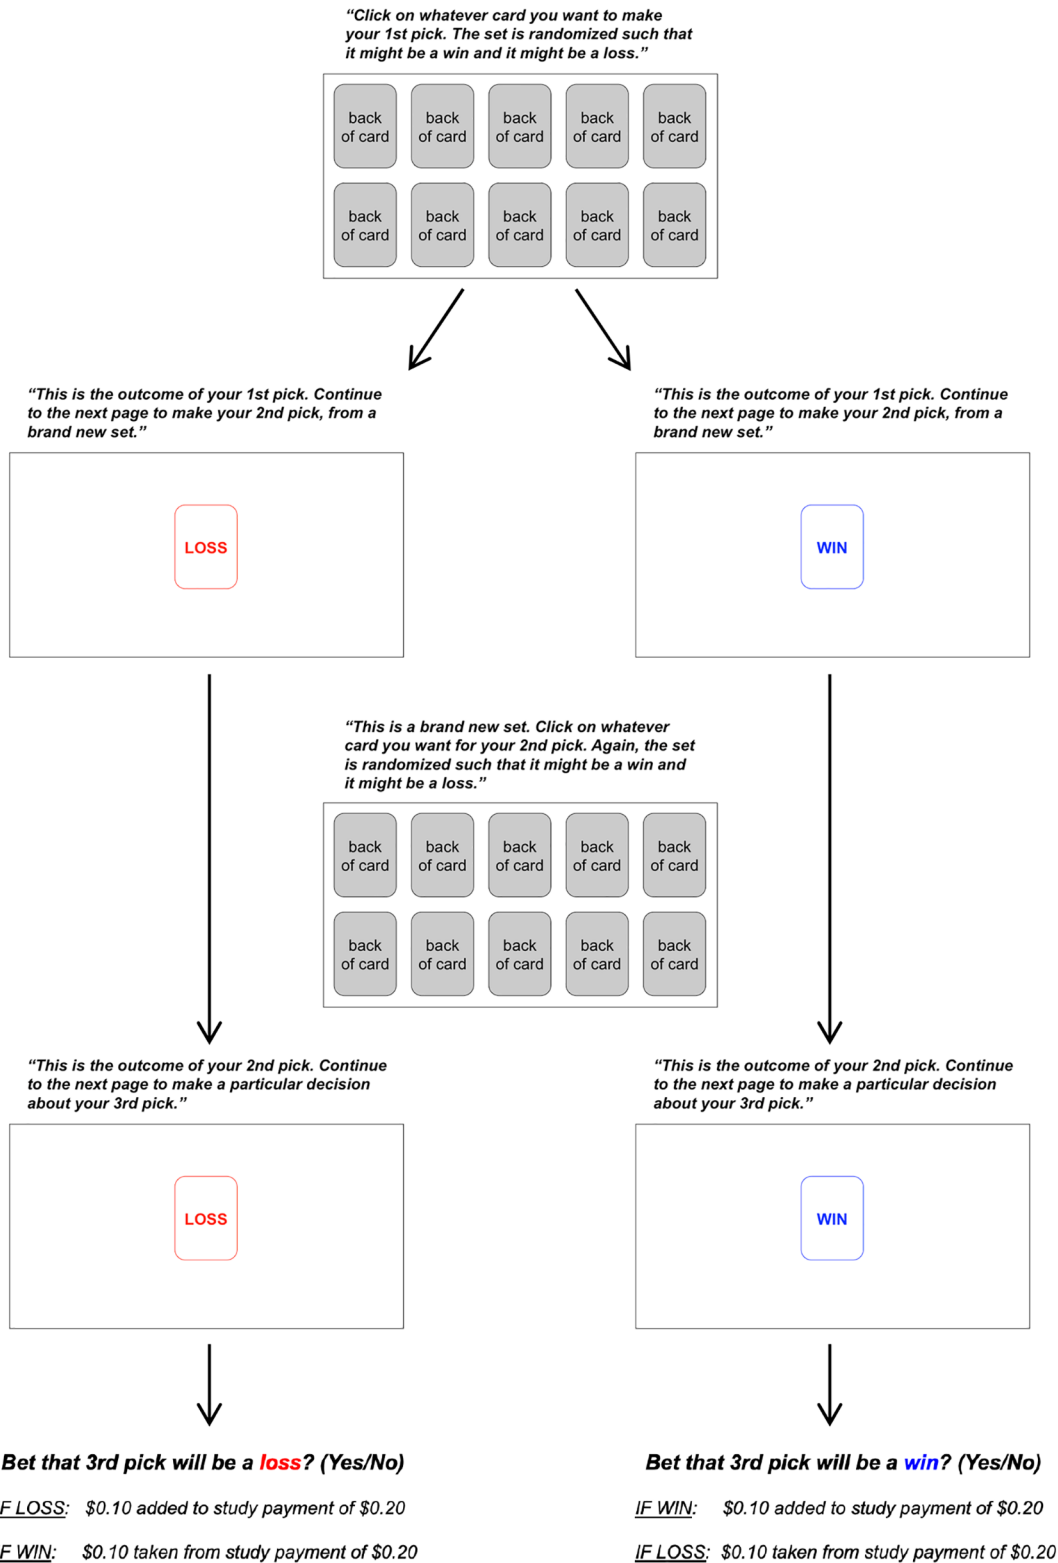 “Click on whatever card you want to make
your 1st pick. The set is randomized such that
it might be a win and it might be a loss.”
back back back back back
of card of card of card of card of card
back back back back back
of card of card of card of card of card
“This is the outcome of your 1st pick. Continue
to the next page to make your 2nd pick, from a
brand new set.”
LOSS
“This is the outcome of your 1st pick. Continue
to the next page to make your 2nd pick, from a
brand new set.”
WIN
“This is a brand new set. Click on whatever
card you want for your 2nd pick. Again, the set
is randomized such that it might be a win and
it might be a loss.”
back back back back back
of card of card of card of card of card
back back back back back
of card of card of card of card of card
“This is the outcome of your 2nd pick. Continue
to the next page to make a particular decision
about your 3rd pick.”
LOSS
“This is the outcome of your 2nd pick. Continue
to the next page to make a particular decision
about your 3rd pick.”
WIN
Bet that 3rd pick will be a loss? (Yes/No)
F LOSS: $0.10 added to study payment of $0.20
F WIN: $0.10 taken from study payment of $0.20
Bet that 3rd pick will be a win? (Yes/No)
IF WIN: $0.10 added to study payment of $0.20
IF LOSS: $0.10 taken from study payment of $0.20